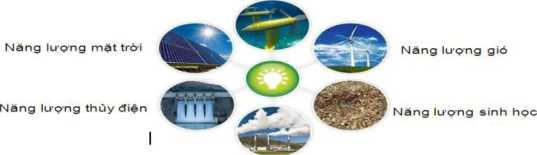 Năng lượng mặt trời
Năng lượng gió
Năng lượng thủy điện
Năng lượng sinh học